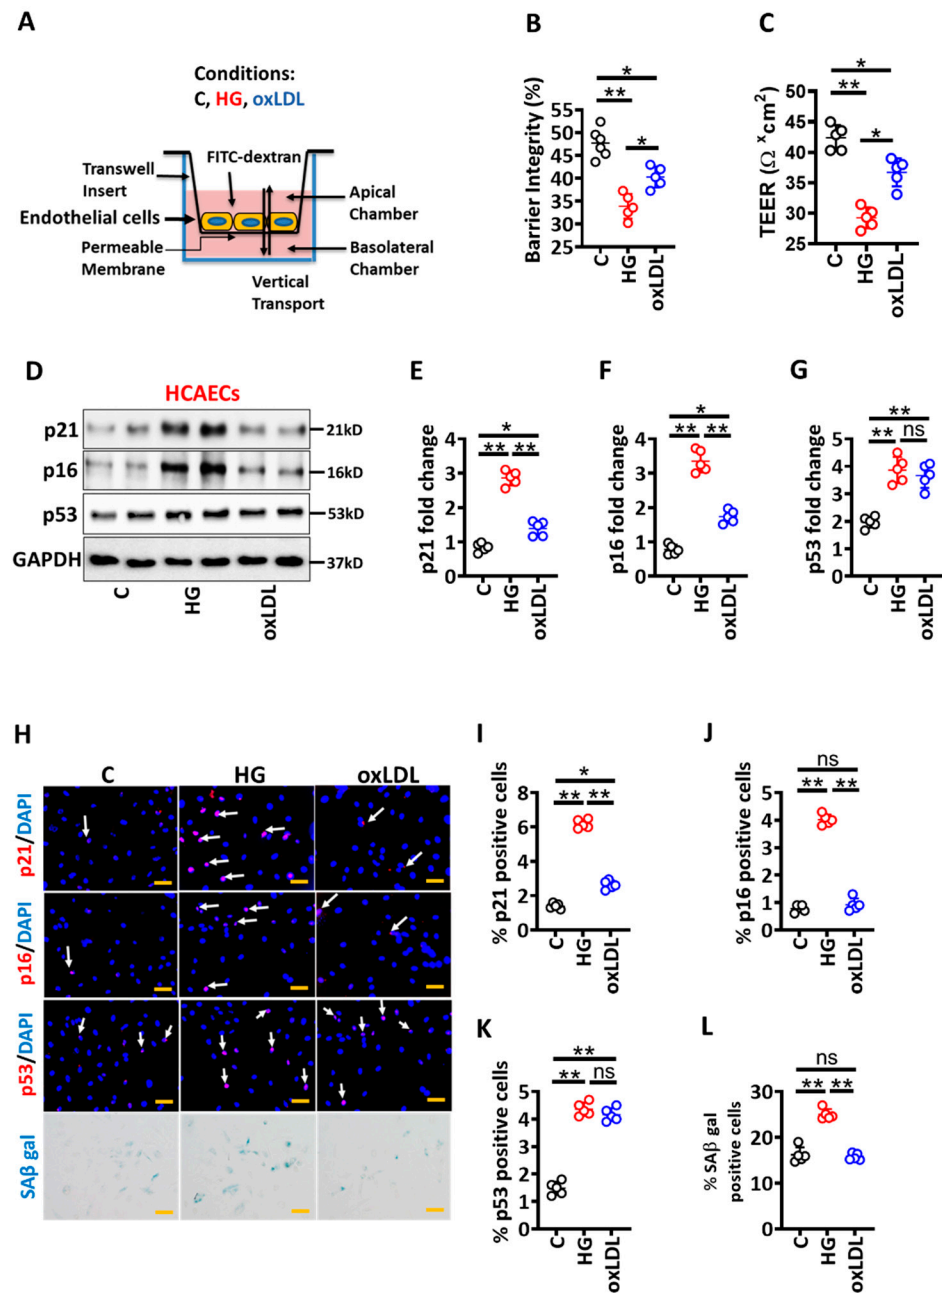 A
Conditions:
C, HG, oxLDL
Transwell
Insert
FITC-dextran
Apical
Chamber
Endothelial cells
Permeable
Membrane
Basolateral
Chamber
Vertical
Transport
B
Barrier Integrity (%)
55
50
45
40
35
30
25
*
**
*
C
HG
oxLDL
C
TEER (Ω x cm2)
50
45
40
35
30
25
*
**
*
C
HG
oxLDL
D
HCAECs
p21
21kD
p16
16kD
p53
53kD
GAPDH
37kD
C
HG
oxLDL
E
p21 fold change
4
3
2
1
0
*
** **
C
HG
oxLDL
F
p16 fold change
4
3
2
1
0
*
** **
C
HG
oxLDL
G
p53 fold change
5
4
3
2
1
0
**
** ns
C
HG
oxLDL
H
C
HG
oxLDL
p21/DAPI
p16/DAPI
p53/DAPI
SAβ gal
I
% p21 positive cells
8
6
4
2
0
*
** **
C
HG
oxLDL
J
% p16 positive cells
5
4
3
2
1
0
ns
** **
C
HG
oxLDL
K
% p53 positive cells
5
4
3
2
1
0
**
** ns
C
HG
oxLDL
L
% SAβ gal
positive cells
30
20
10
0
ns
** **
C
HG
oxLDL